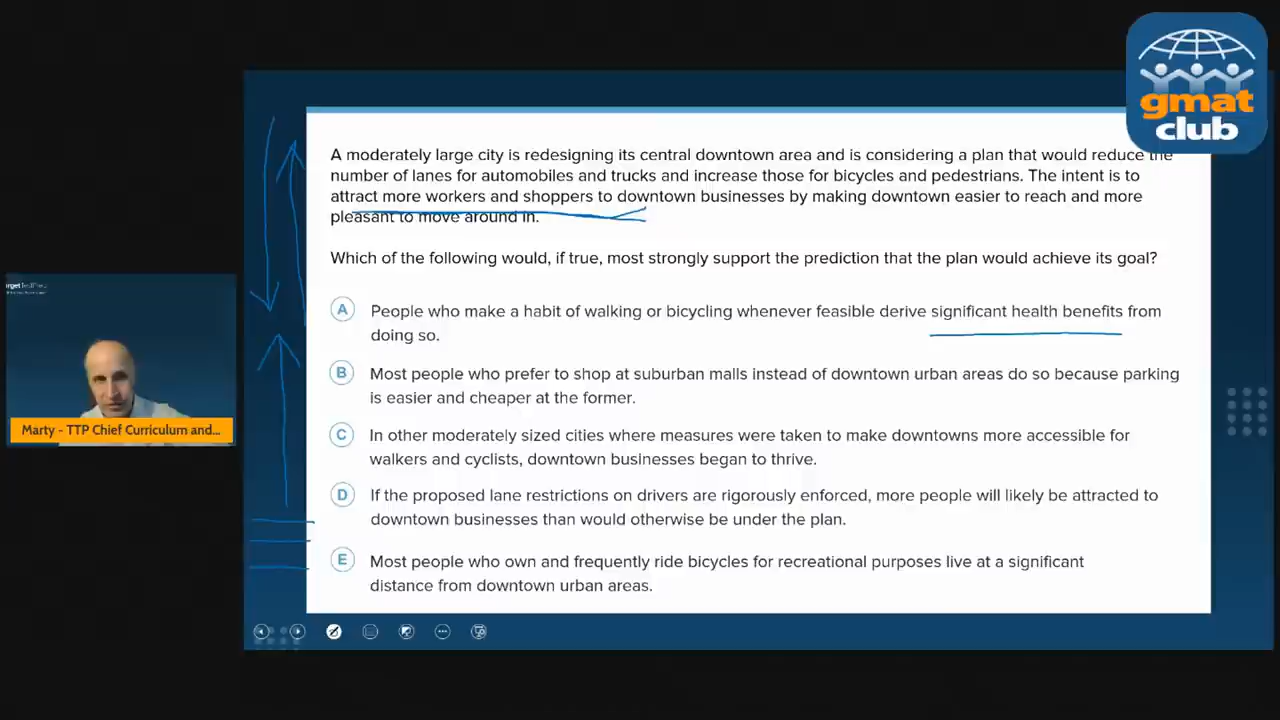 gmat
club
A moderately large city is redesigning its central downtown area and is considering a plan that would reduce the
number of lanes for automobiles and trucks and increase those for bicycles and pedestrians. The intent is to
attract more workers and shoppers to downtown businesses by making downtown easier to reach and more
pleasant to move around in.
Which of the following would, if true, most strongly support the prediction that the plan would achieve its goal?
A People who make a habit of walking or bicycling whenever feasible derive significant health benefits from
doing so.
B Most people who prefer to shop at suburban malls instead of downtown urban areas do so because parking
is easier and cheaper at the former.
C In other moderately sized cities where measures were taken to make downtowns more accessible for
walkers and cyclists, downtown businesses began to thrive.
D If the proposed lane restrictions on drivers are rigorously enforced, more people will likely be attracted to
downtown businesses than would otherwise be under the plan.
E Most people who own and frequently ride bicycles for recreational purposes live at a significant
distance from downtown urban areas.
Marty - TTP Chief Curriculum and...